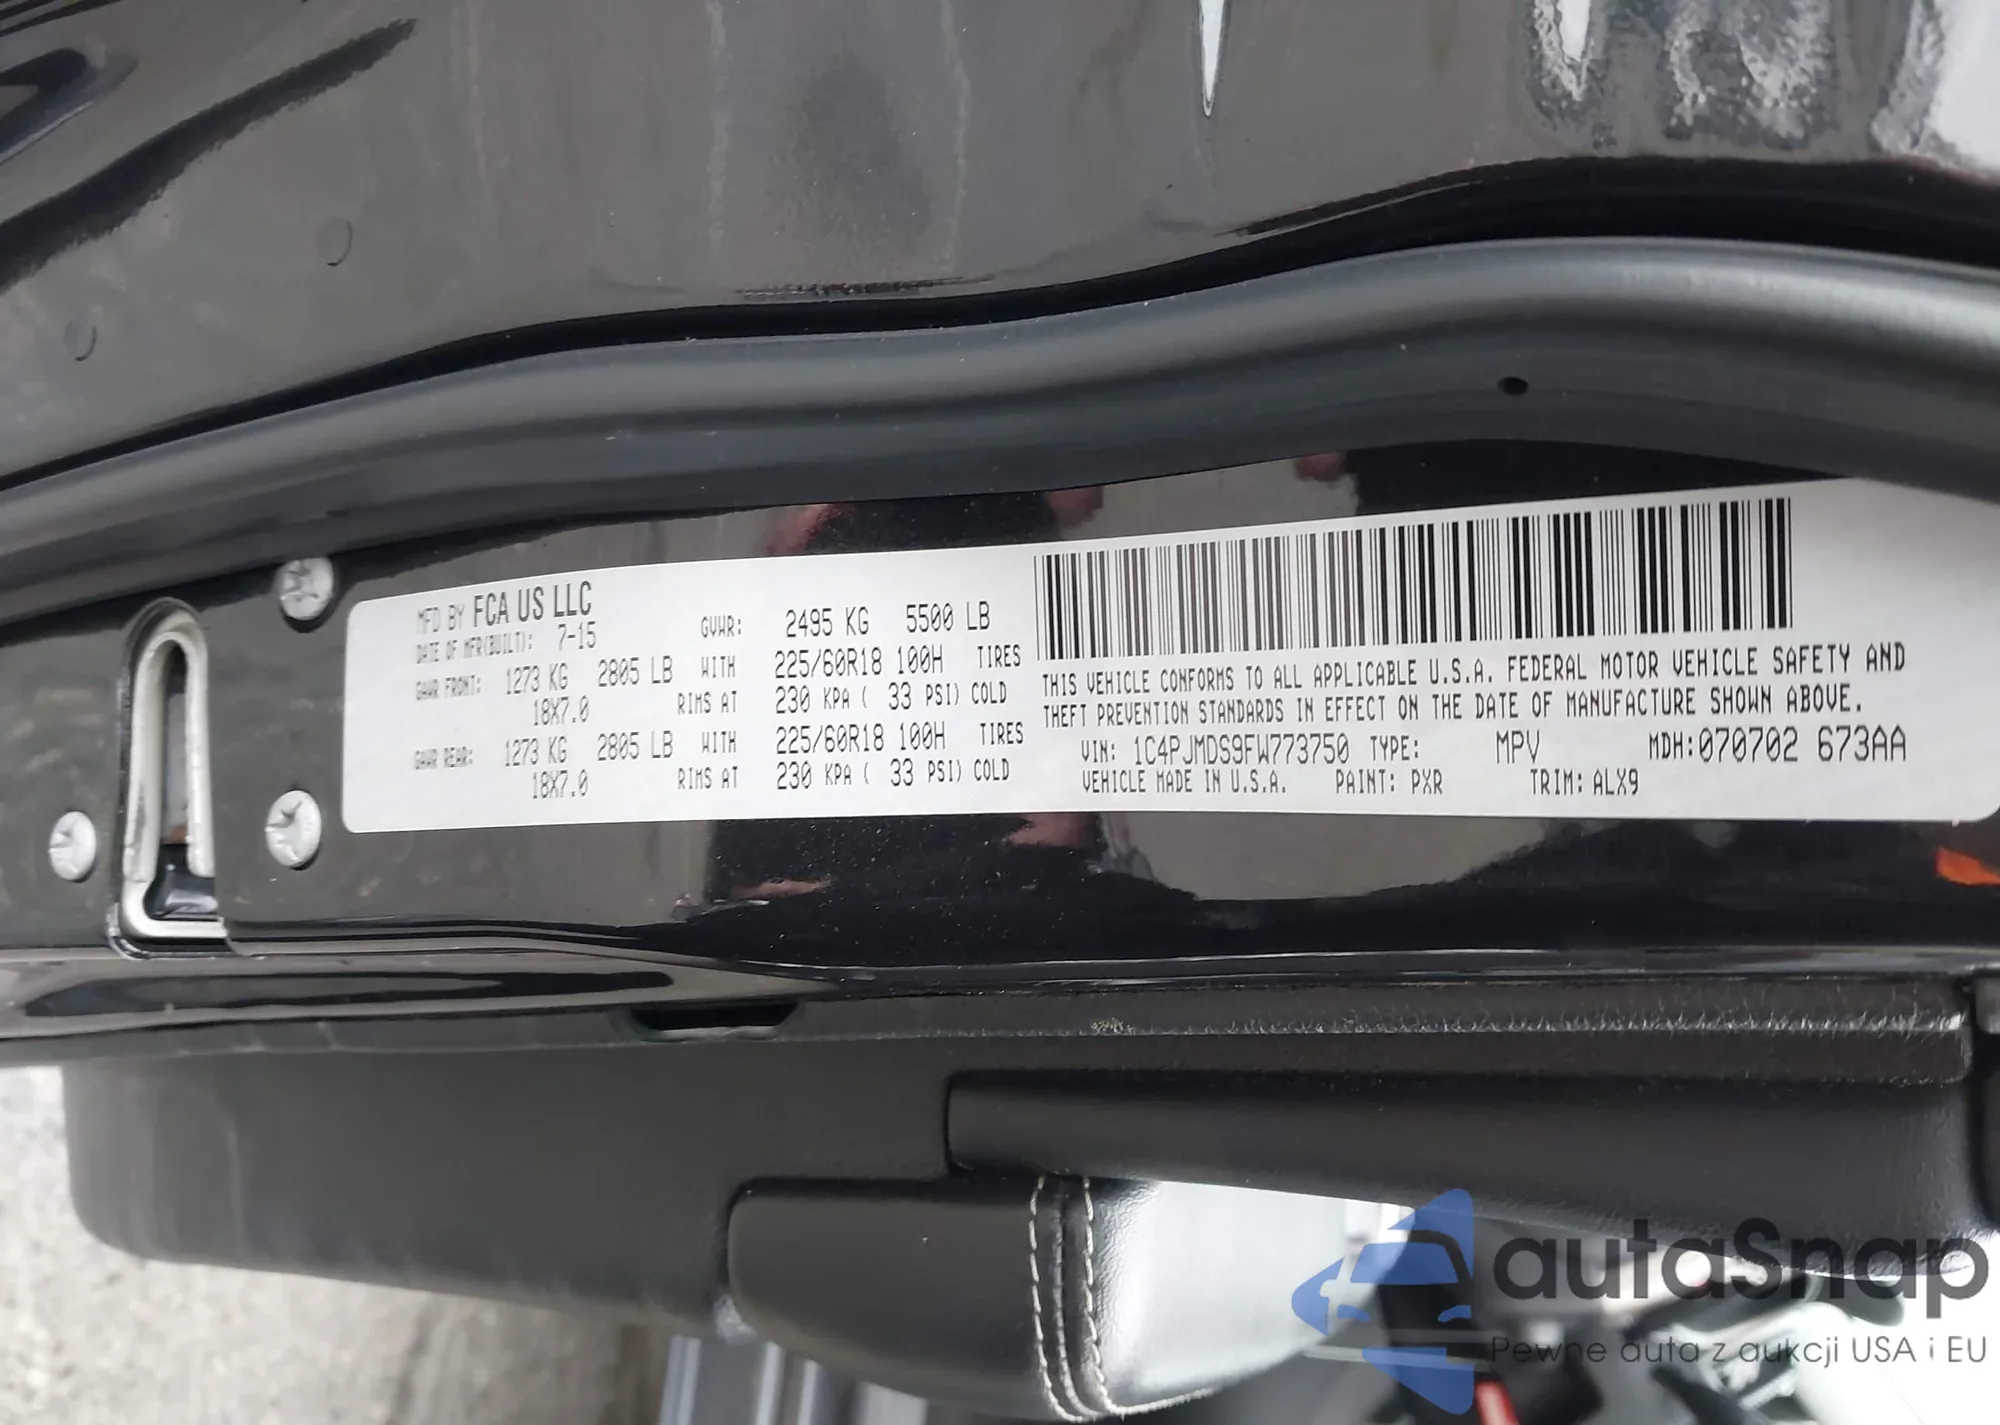 MFD BY FCA US LLC
DATE OF MFR(BUILT): 7-15 GVWR: 2495 KG 5500 LB
GAWR FRONT: 1273 KG 2805 LB WITH 225/60R18 100H TIRES
18X7.0 RIMS AT 230 KPA ( 33 PSI) COLD
GAWR REAR: 1273 KG 2805 LB WITH 225/60R18 100H TIRES
18X7.0 RIMS AT 230 KPA ( 33 PSI) COLD
THIS VEHICLE CONFORMS TO ALL APPLICABLE U.S.A. FEDERAL MOTOR VEHICLE SAFETY AND
THEFT PREVENTION STANDARDS IN EFFECT ON THE DATE OF MANUFACTURE SHOWN ABOVE.
VIN: 1C4PJMDS9FW773750 TYPE: MPV MDH:070702 673AA
VEHICLE MADE IN U.S.A. PAINT: PXR TRIM: ALX9
autaSnap
Pewne auta z aukcji USA i EU